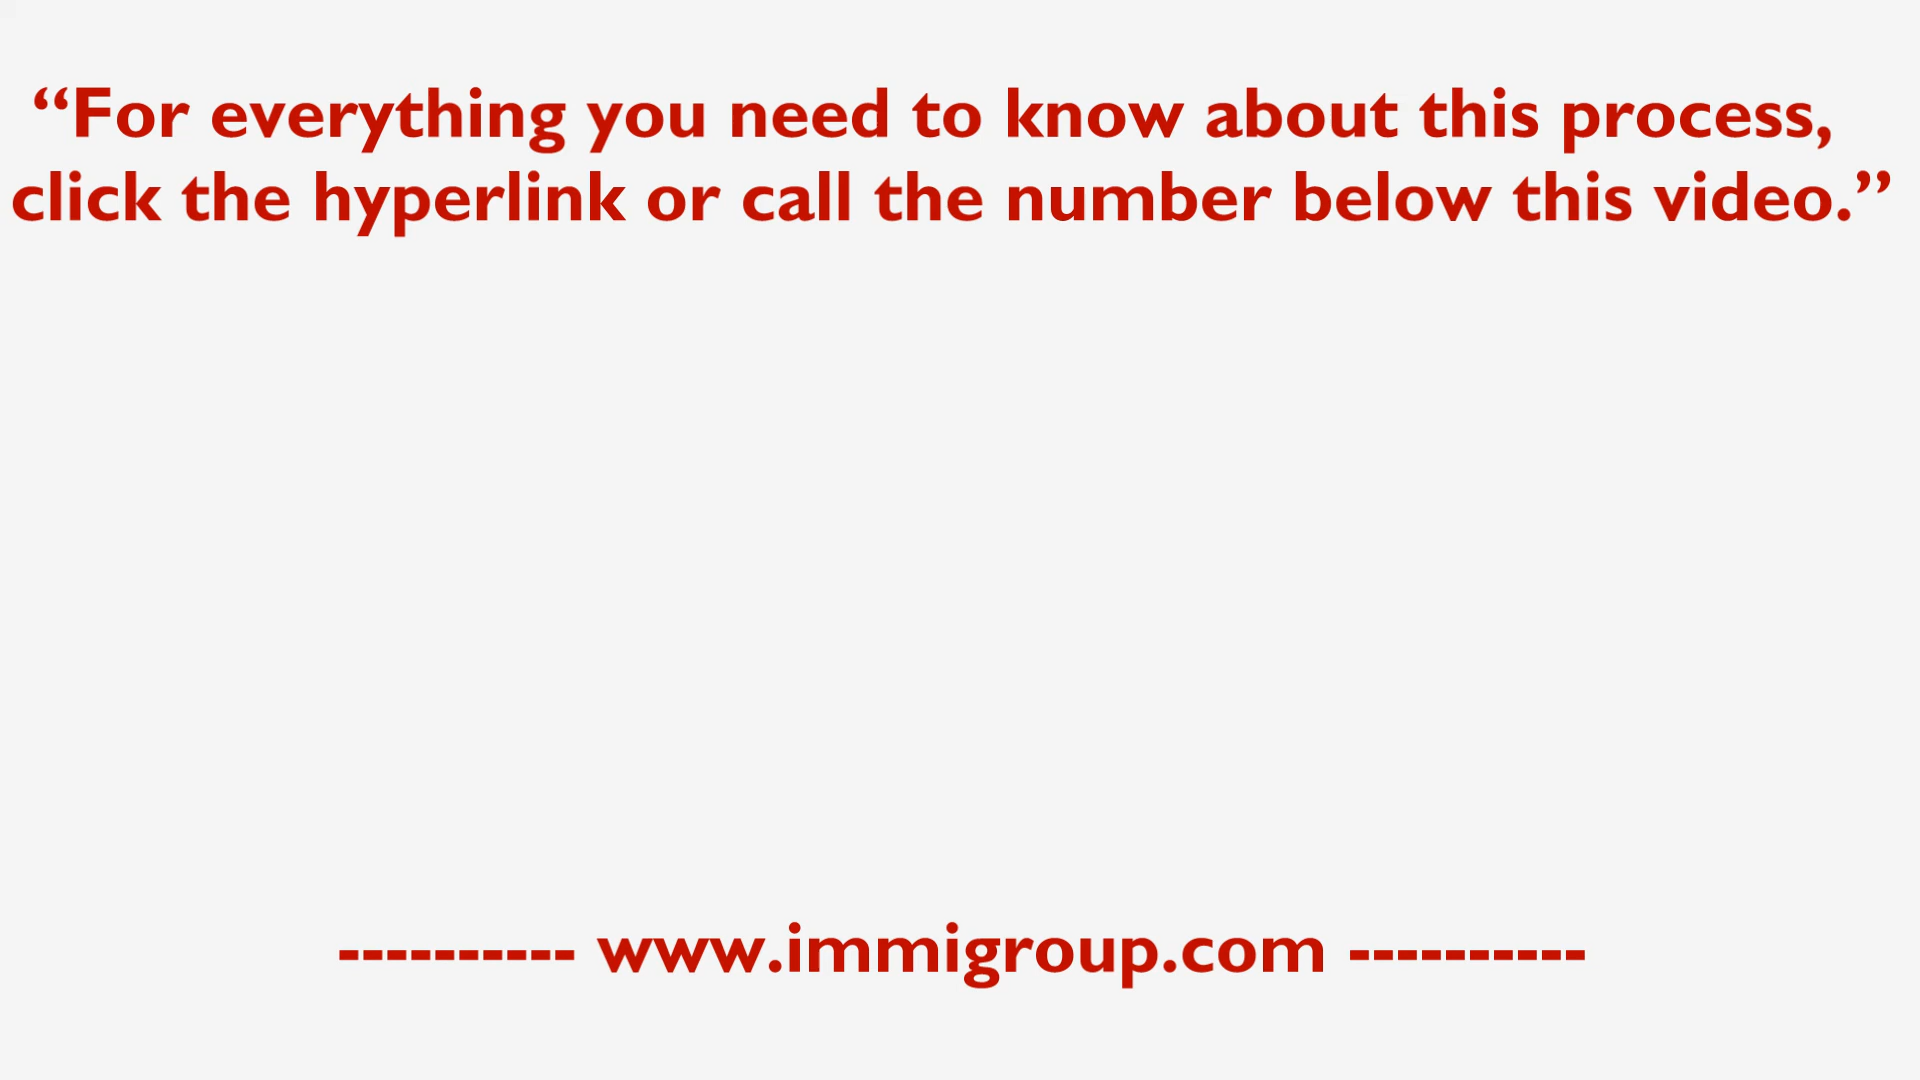 “For everything you need to know about this process,
click the hyperlink or call the number below this video.”
---------- www.immigroup.com ----------